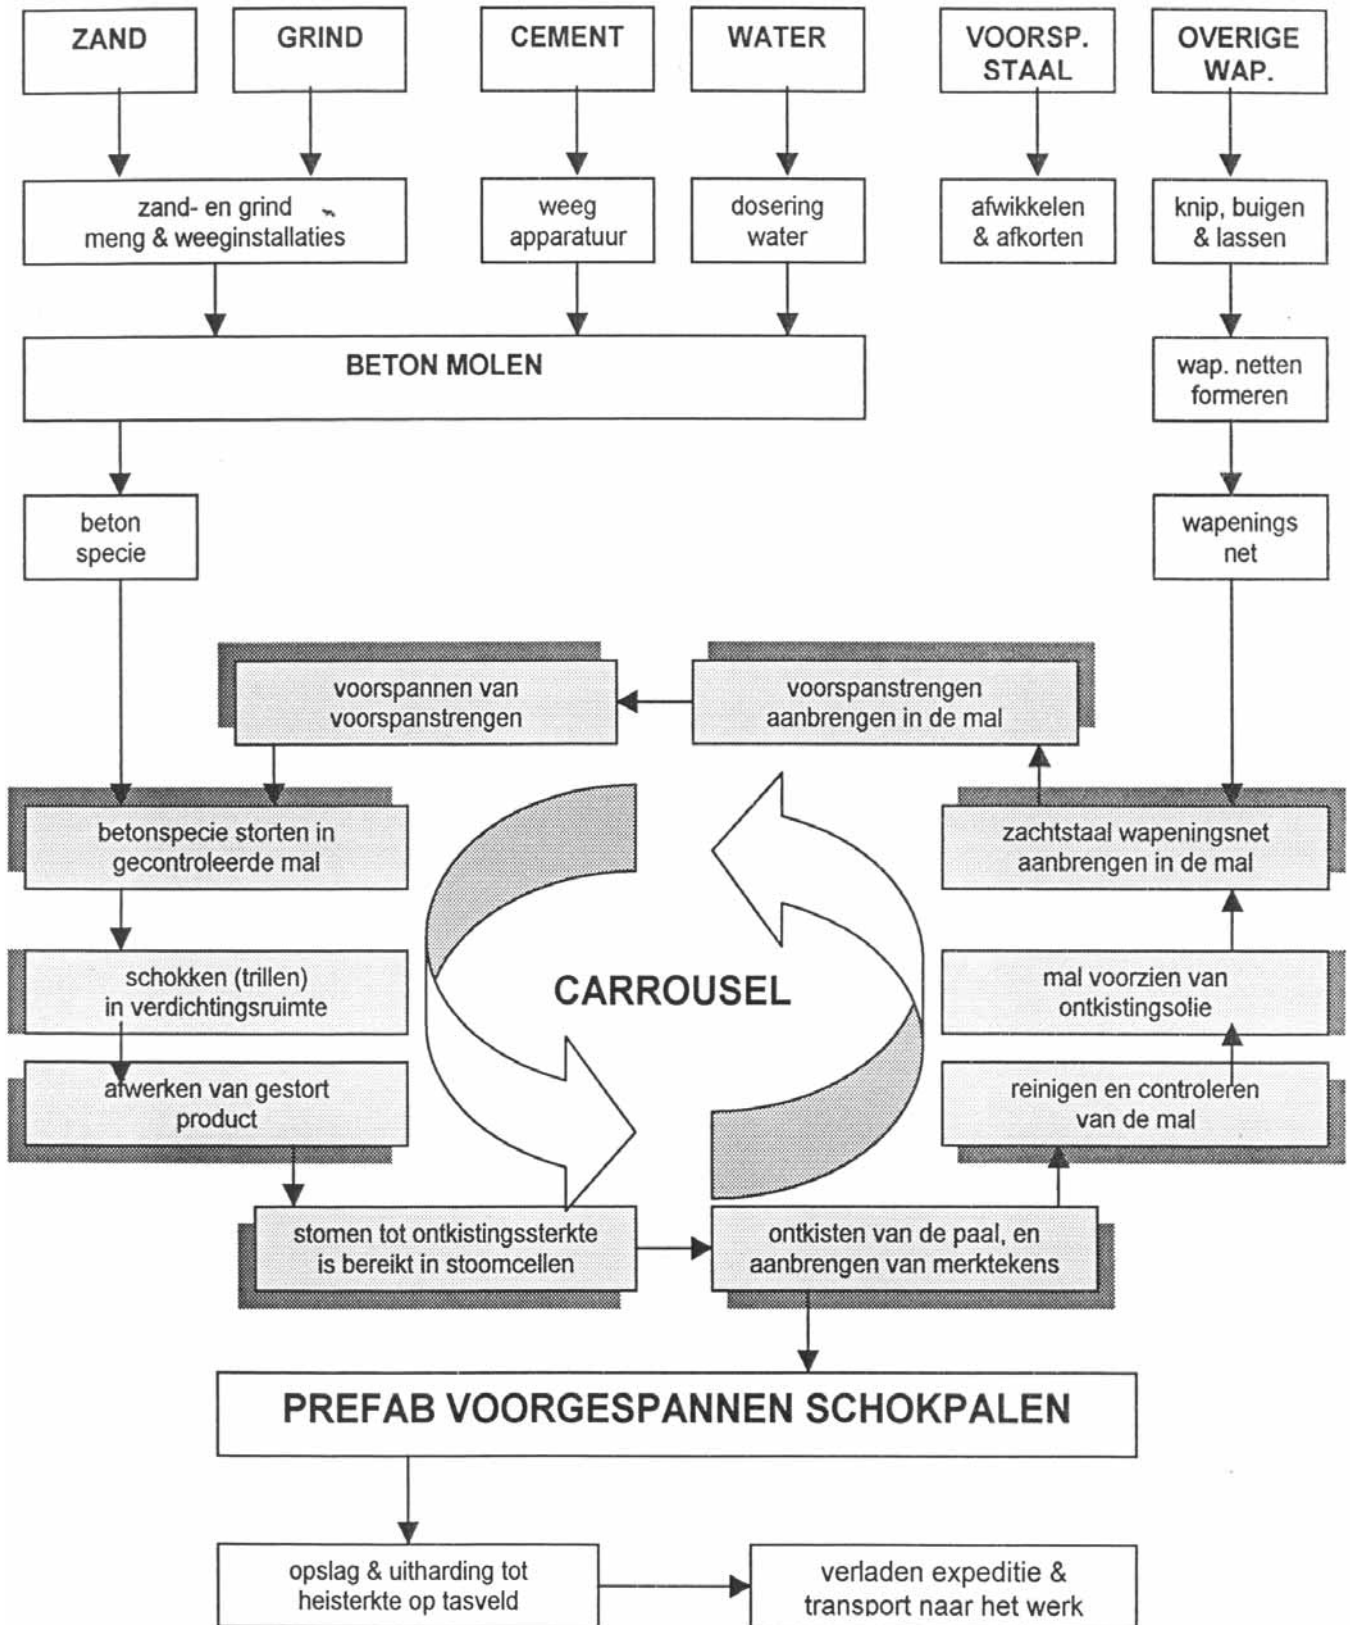 ZAND
GRIND
CEMENT
WATER
VOORSP.
STAAL
OVERIGE
WAP.
zand- en grind
meng & weeginstallaties
weeg
apparatuur
dosering
water
afwikkelen
& afkorten
knip, buigen
& lassen
BETON MOLEN
wap. netten
formeren
beton
specie
wapenings
net
voorspannen van
voorspanstrengen
voorspanstrengen
aanbrengen in de mal
betonspecie storten in
gecontroleerde mal
zachtstaal wapeningsnet
aanbrengen in de mal
schokken (trillen)
in verdichtingsruimte
CARROUSEL
mal voorzien van
ontkistingsolie
afwerken van gestort
product
reinigen en controleren
van de mal
stomen tot ontkistingssterkte
is bereikt in stoomcellen
ontkisten van de paal, en
aanbrengen van merktekens
PREFAB VOORGESPANNEN SCHOKPALEN
opslag & uitharding tot
heisterkte op tasveld
verladen expeditie &
transport naar het werk